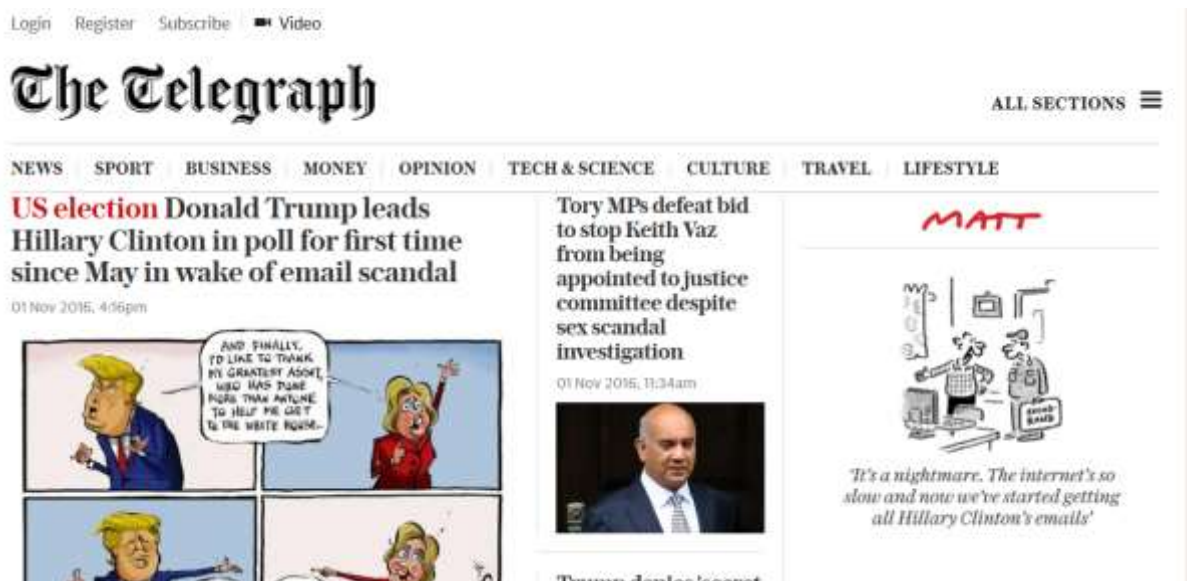 Login Register Subscribe Video
The Telegraph
ALL SECTIONS
NEWS SPORT BUSINESS MONEY OPINION TECH & SCIENCE CULTURE TRAVEL LIFESTYLE
US election Donald Trump leads
Hillary Clinton in poll for first time
since May in wake of email scandal
01 Nov 2016, 4:16pm
AND FINALLY,
I'D LIKE TO THANK
MY GREATEST ASSET,
WHO HAS DONE
MORE THAN ANYONE
TO HELP ME GET
TO THE WHITE HOUSE...
Tory MPs defeat bid
to stop Keith Vaz
from being
appointed to justice
committee despite
sex scandal
investigation
01 Nov 2016, 11:34am
MATT
BROAD-
BAND
'It's a nightmare. The internet's so
slow and now we've started getting
all Hillary Clinton's emails'